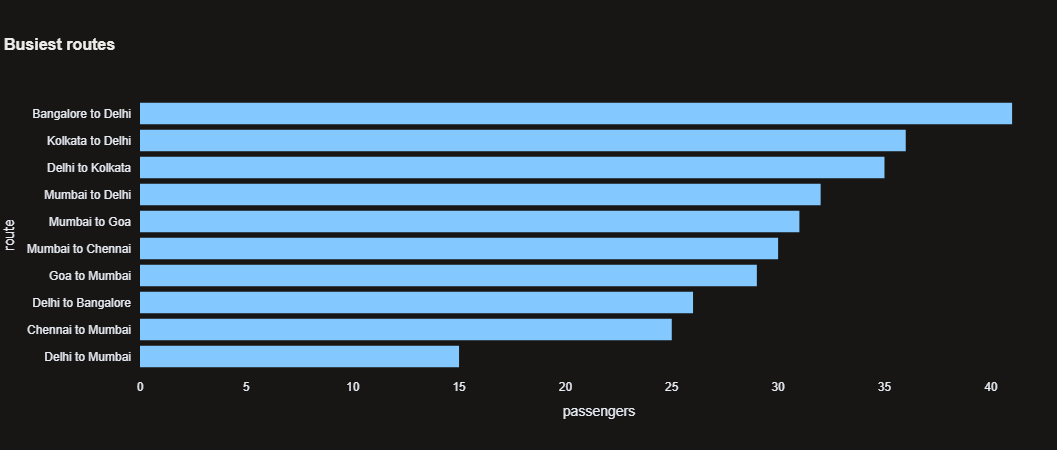 Busiest routes
Bangalore to Delhi
Kolkata to Delhi
Delhi to Kolkata
Mumbai to Delhi
Mumbai to Goa
Mumbai to Chennai
Goa to Mumbai
Delhi to Bangalore
Chennai to Mumbai
Delhi to Mumbai
route
0 5 10 15 20 25 30 35 40
passengers